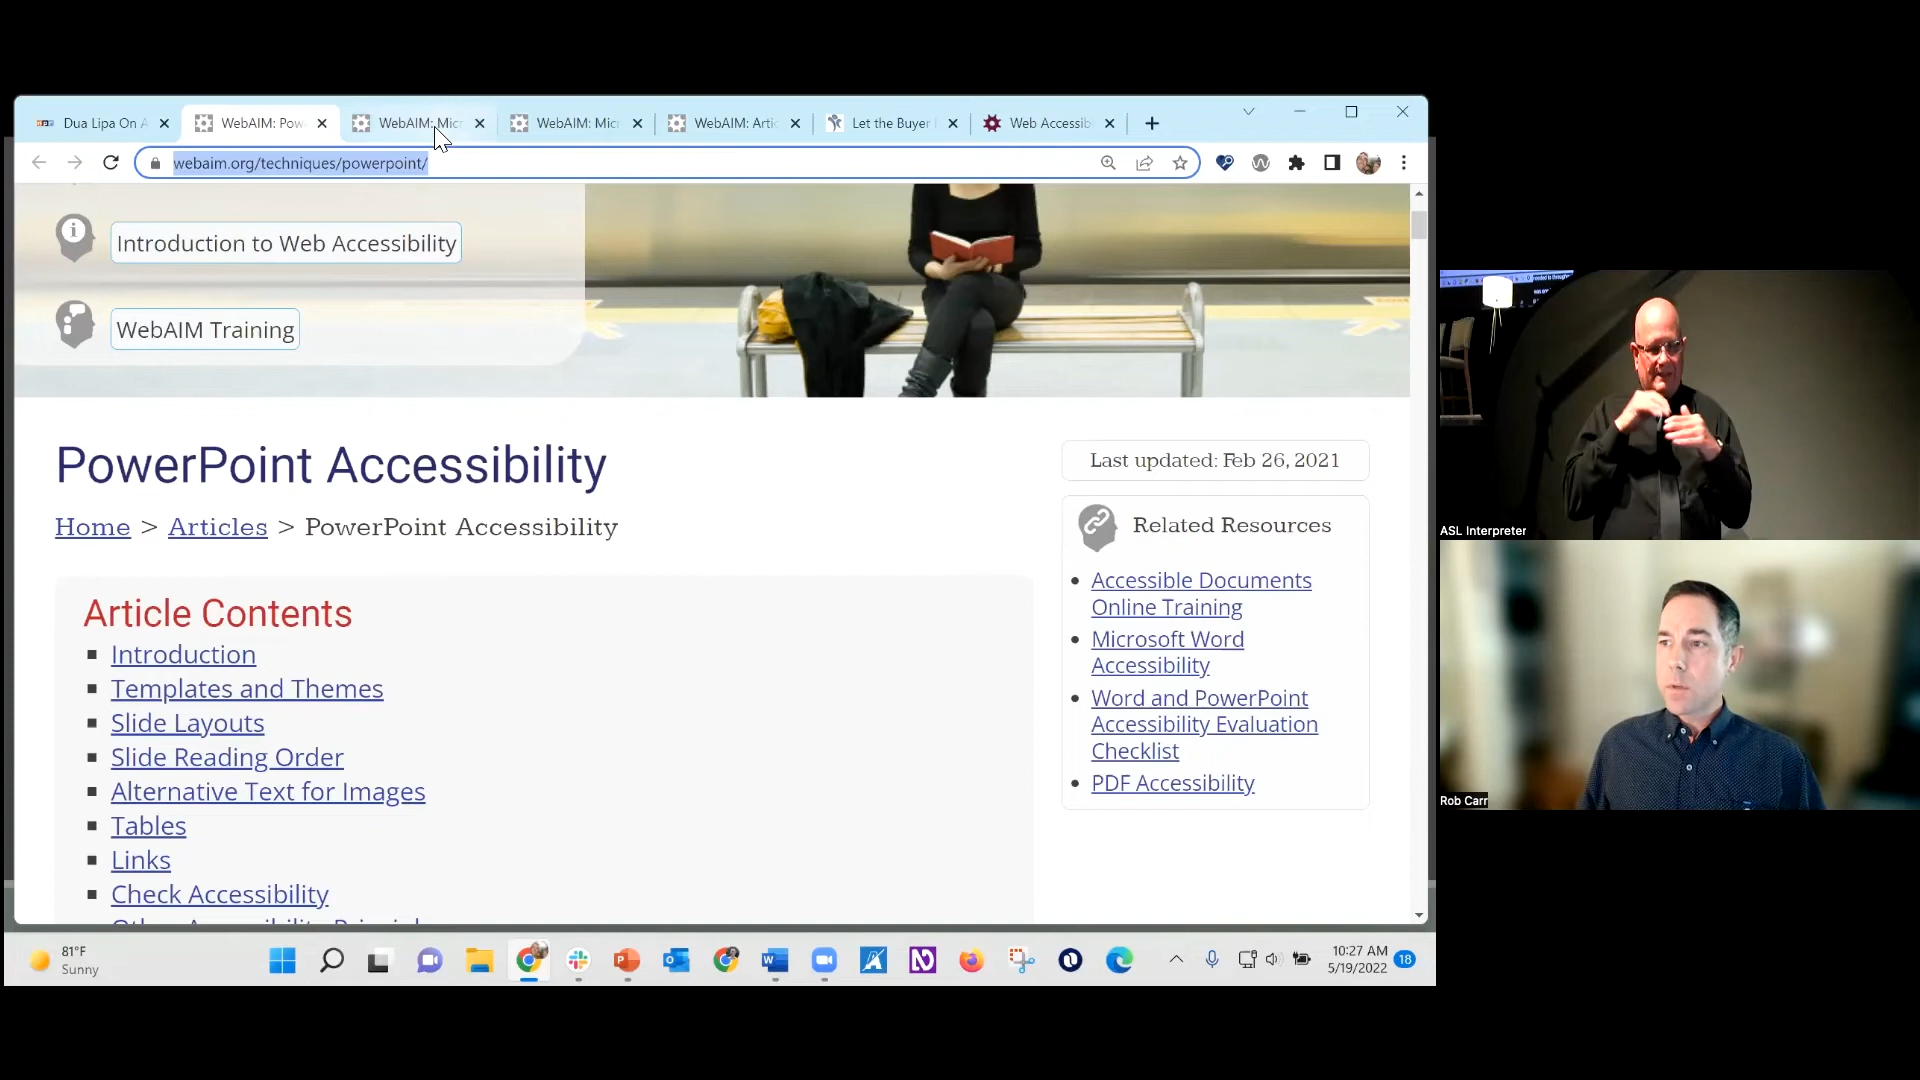 Dua Lipa On A
WebAIM: Pow
WebAIM: Micr
WebAIM: Micr
WebAIM: Artic
Let the Buyer
Web Accessib
webaim.org/techniques/powerpoint/
Introduction to Web Accessibility
WebAIM Training
PowerPoint Accessibility
Home > Articles > PowerPoint Accessibility
Article Contents
Introduction
Templates and Themes
Slide Layouts
Slide Reading Order
Alternative Text for Images
Tables
Links
Check Accessibility
Last updated: Feb 26, 2021
Related Resources
Accessible Documents
Online Training
Microsoft Word
Accessibility
Word and PowerPoint
Accessibility Evaluation
Checklist
PDF Accessibility
ASL Interpreter
Rob Carr
81°F
Sunny
10:27 AM
5/19/2022
18